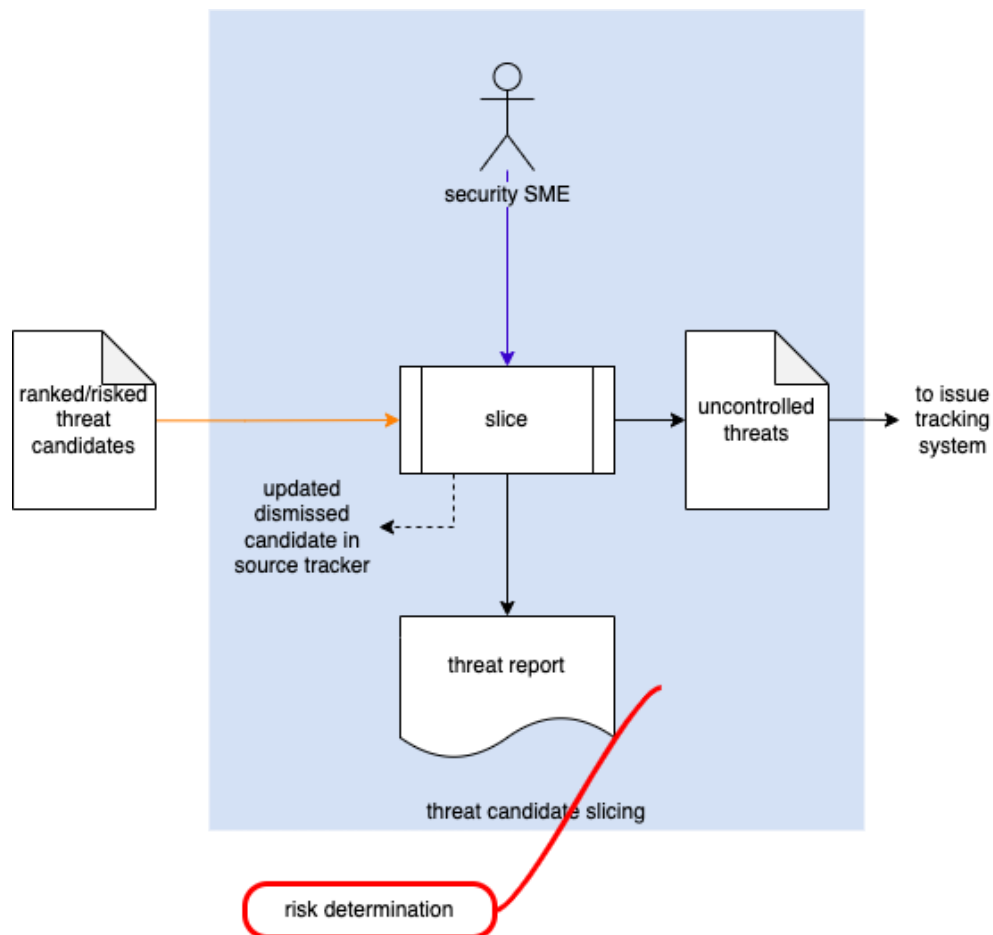 security SME
ranked/risked
threat
candidates
slice
uncontrolled
threats
to issue
tracking
system
updated
dismissed
candidate in
source tracker
threat report
threat candidate slicing
risk determination